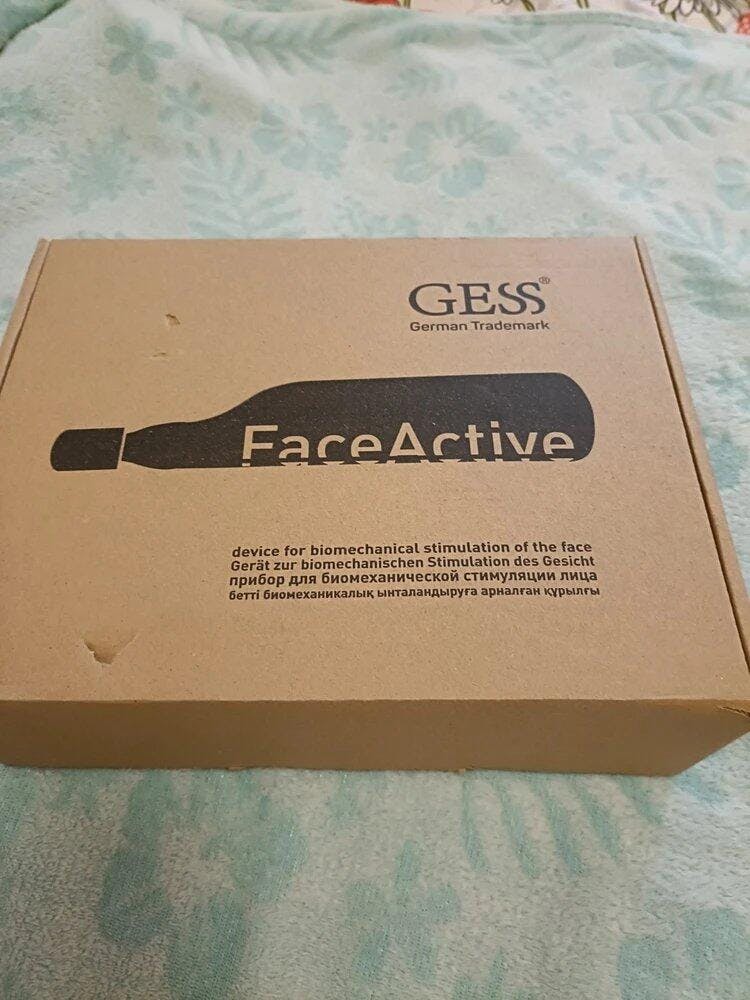 GESS®
German Trademark
FaceActive
device for biomechanical stimulation of the face
Gerät zur biomechanischen Stimulation des Gesicht
прибор для биомеханической стимуляции лица
бетті биомеханикалық ынталандыруға арналған құрылғы